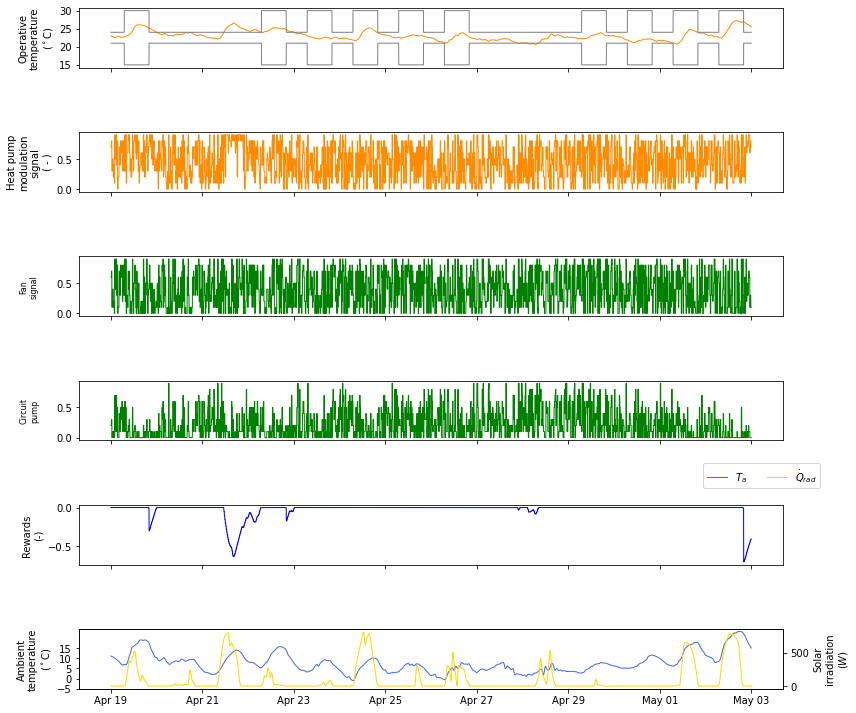 Operative
temperature
(°C)
30
25
20
15
Heat pump
modulation
signal
( - )
0.5
0.0
Fan
signal
0.5
0.0
Circuit
pump
0.5
0.0
T_a Q̇_rad
Rewards
(-)
0.0
−0.5
Ambient
temperature
(°C)
15
10
5
0
−5
500
0
Solar
irradiation
(W)
Apr 19 Apr 21 Apr 23 Apr 25 Apr 27 Apr 29 May 01 May 03